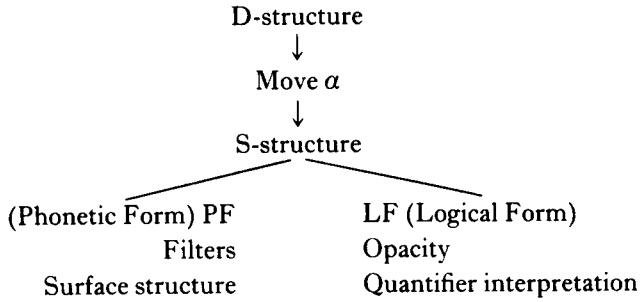 D-structure
Move α
S-structure
(Phonetic Form) PF LF (Logical Form)
Filters Opacity
Surface structure Quantifier interpretation